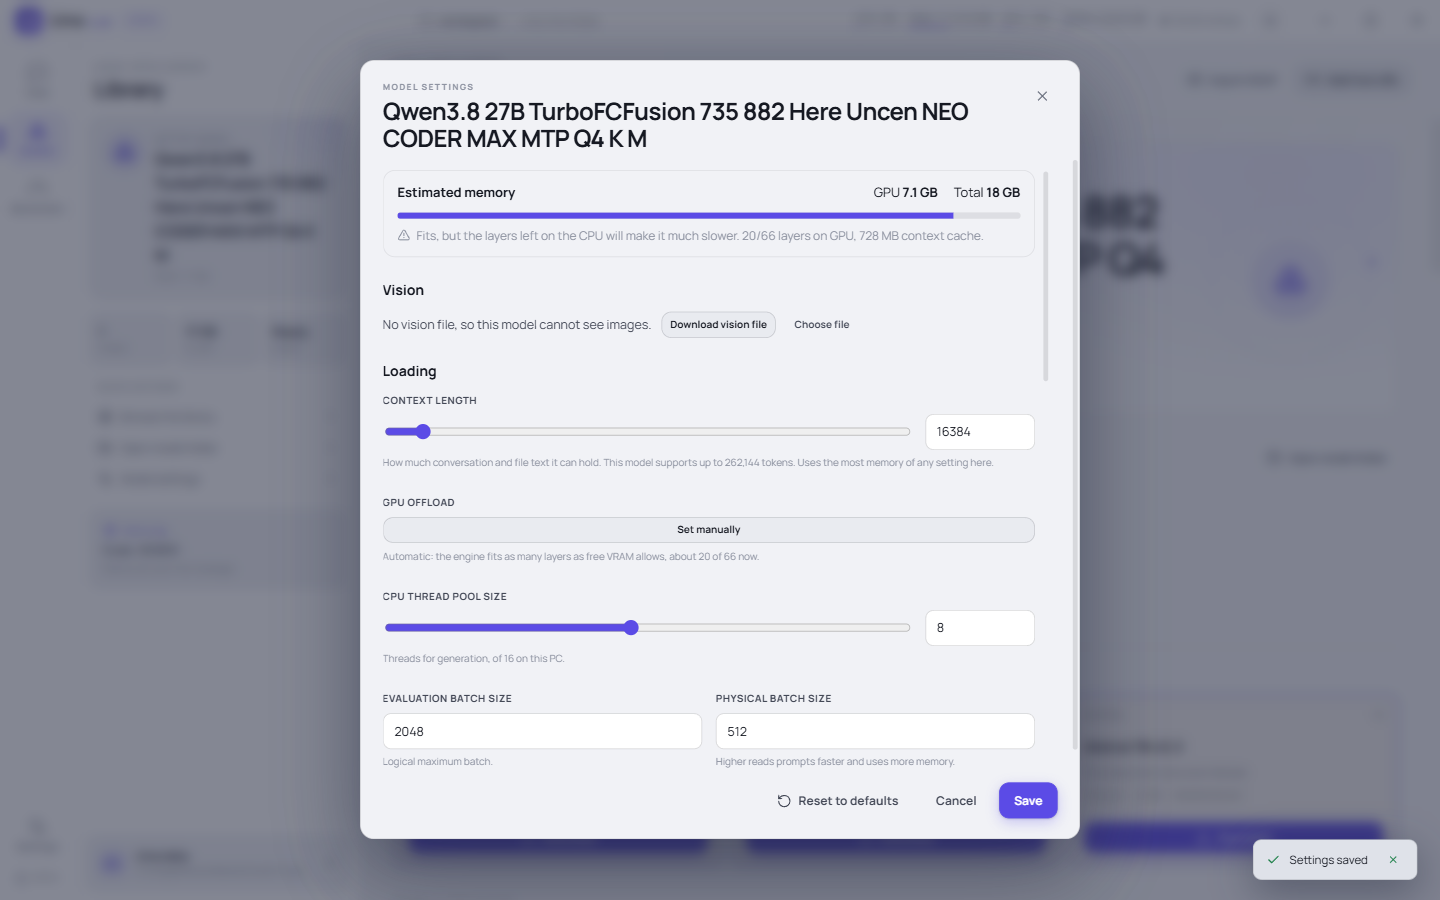 MODEL SETTINGS
Qwen3.8 27B TurboFCFusion 735 882 Here Uncen NEO
CODER MAX MTP Q4 K M
Estimated memory
GPU 7.1 GB Total 18 GB
Fits, but the layers left on the CPU will make it much slower. 20/66 layers on GPU, 728 MB context cache.
Vision
No vision file, so this model cannot see images.
Download vision file
Choose file
Loading
CONTEXT LENGTH
16384
How much conversation and file text it can hold. This model supports up to 262,144 tokens. Uses the most memory of any setting here.
GPU OFFLOAD
Set manually
Automatic: the engine fits as many layers as free VRAM allows, about 20 of 66 now.
CPU THREAD POOL SIZE
8
Threads for generation, of 16 on this PC.
EVALUATION BATCH SIZE
PHYSICAL BATCH SIZE
2048
512
Logical maximum batch.
Higher reads prompts faster and uses more memory.
Reset to defaults
Cancel
Save
Settings saved
Library
882
P Q4